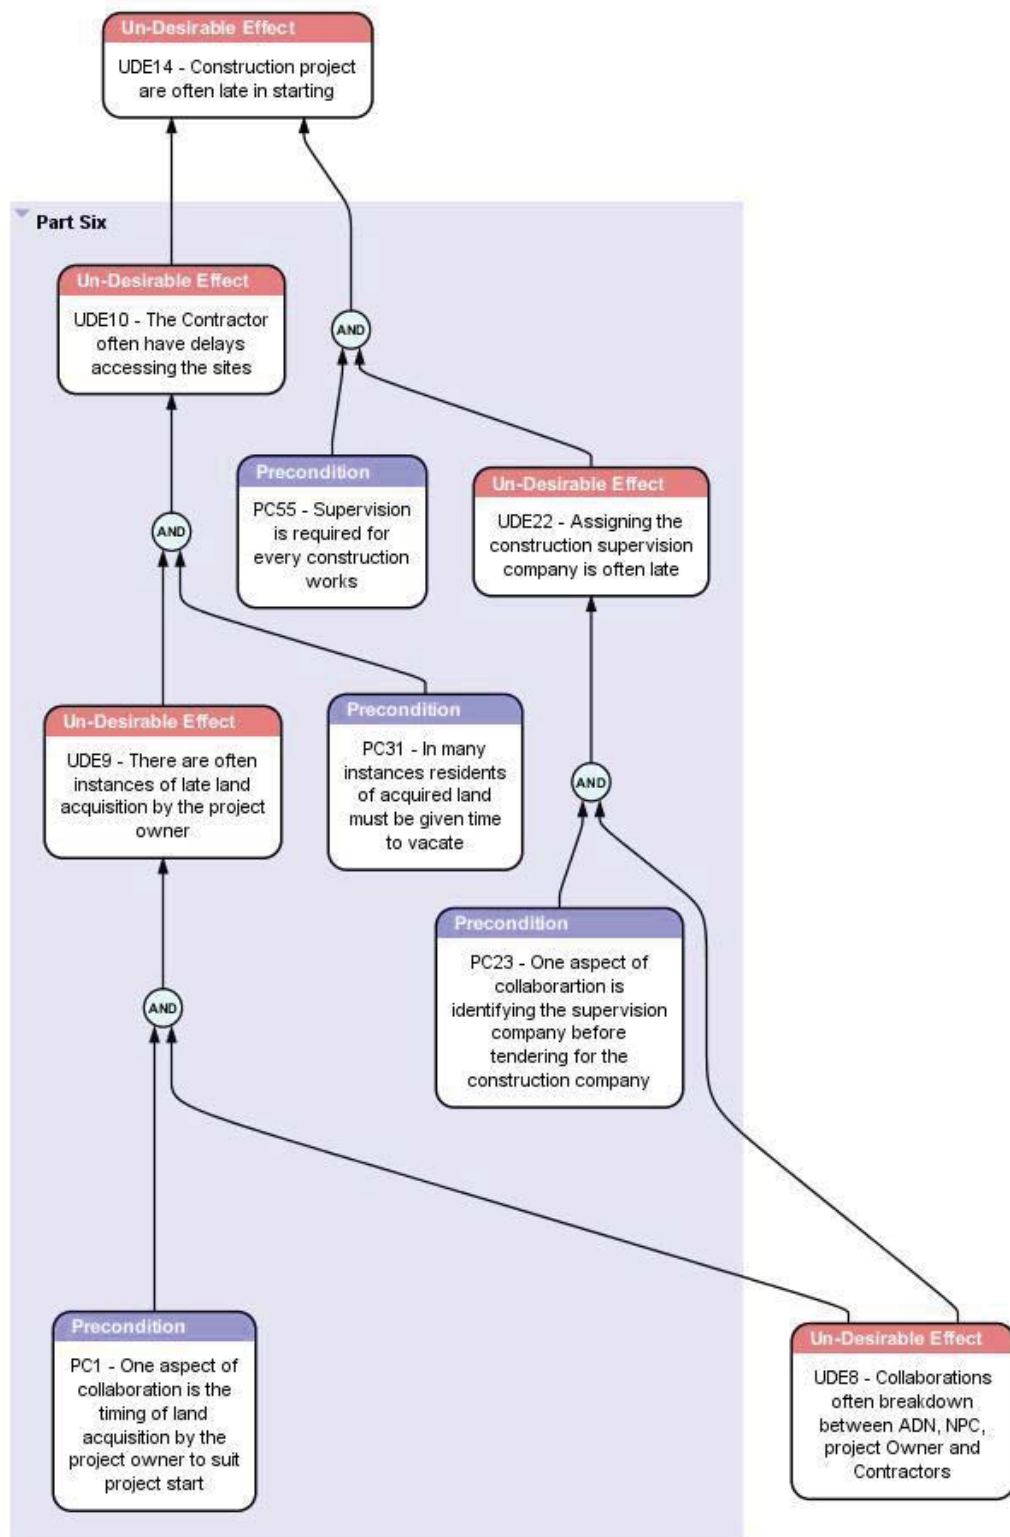 Un-Desirable Effect
UDE14 - Construction project
are often late in starting
Part Six
Un-Desirable Effect
UDE10 - The Contractor
often have delays
accessing the sites
AND
Precondition
PC55 - Supervision
is required for
every construction
works
Un-Desirable Effect
UDE22 - Assigning the
construction supervision
company is often late
AND
Un-Desirable Effect
UDE9 - There are often
instances of late land
acquisition by the project
owner
Precondition
PC31 - In many
instances residents
of acquired land
must be given time
to vacate
AND
Precondition
PC23 - One aspect of
collaborartion is
identifying the supervision
company before
tendering for the
construction company
AND
Precondition
PC1 - One aspect of
collaboration is the
timing of land
acquisition by the
project owner to suit
project start
Un-Desirable Effect
UDE8 - Collaborations
often breakdown
between ADN, NPC,
project Owner and
Contractors